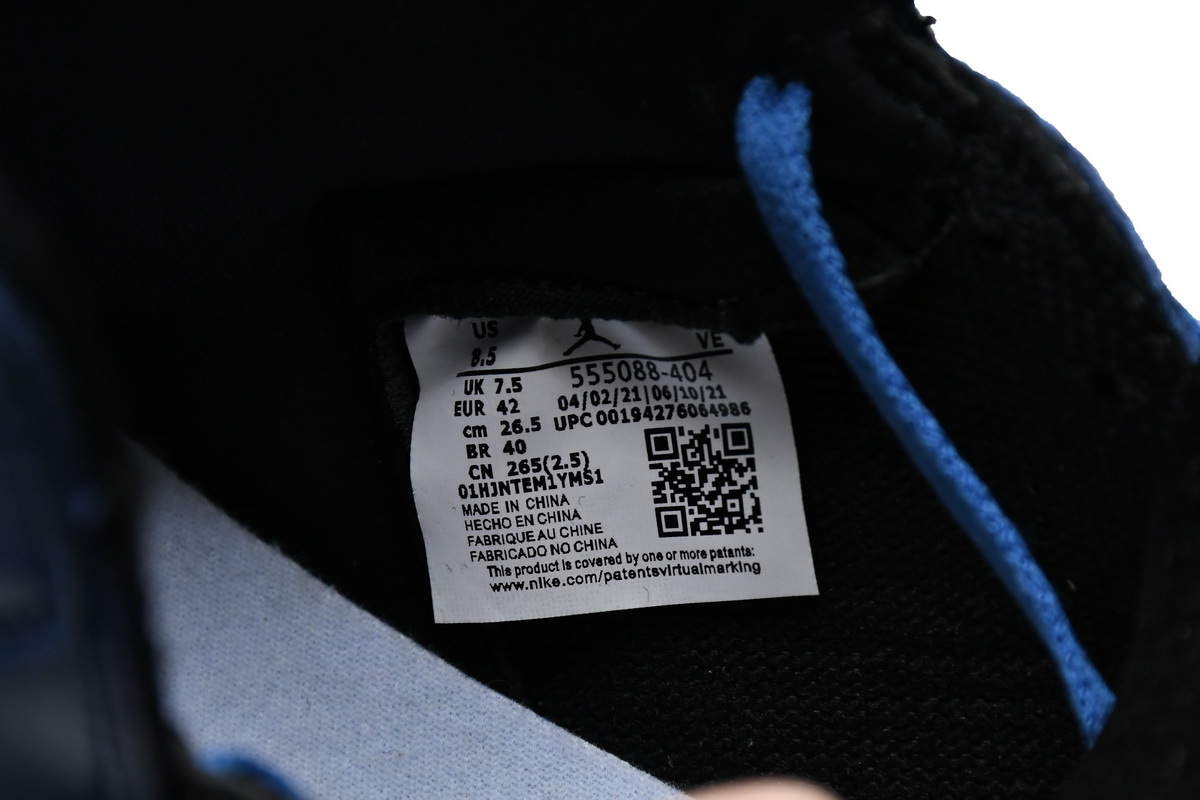 US VE
8.5
UK 7.5 555088-404
EUR 42 04/02/21|06/10/21
cm 26.5 UPC 00194276064986
BR 40
CN 265(2.5)
01HJNTEM1YMS1
MADE IN CHINA
HECHO EN CHINA
FABRIQUE AU CHINE
FABRICADO NO CHINA
This product is covered by one or more patents:
www.nike.com/patentsvirtualmarking